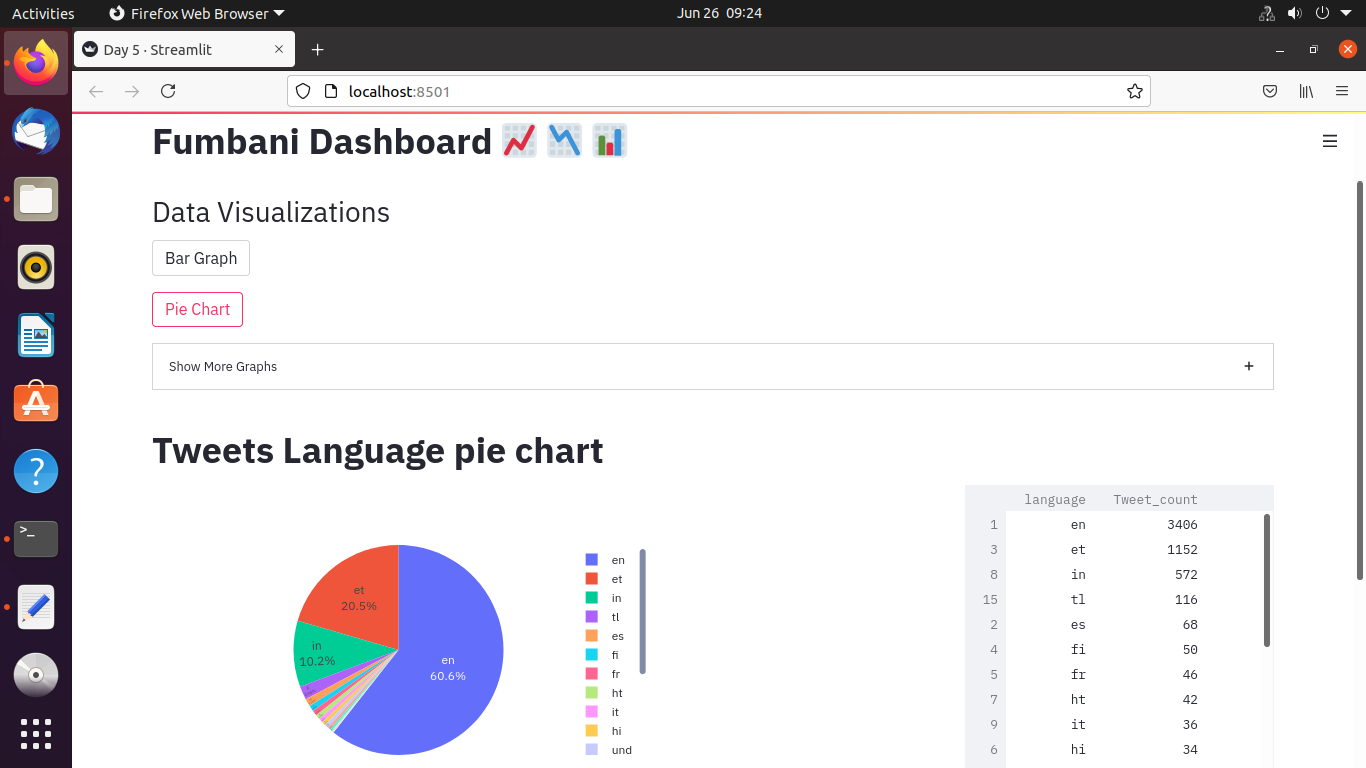 Activities Firefox Web Browser Jun 26 09:24
Day 5 · Streamlit
localhost:8501
Fumbani Dashboard
Data Visualizations
Bar Graph
Pie Chart
Show More Graphs +
Tweets Language pie chart
et
20.5%
in
10.2%
en
60.6%
en
et
in
tl
es
fi
fr
ht
it
hi
und
language Tweet_count
1 en 3406
3 et 1152
8 in 572
15 tl 116
2 es 68
4 fi 50
5 fr 46
7 ht 42
9 it 36
6 hi 34